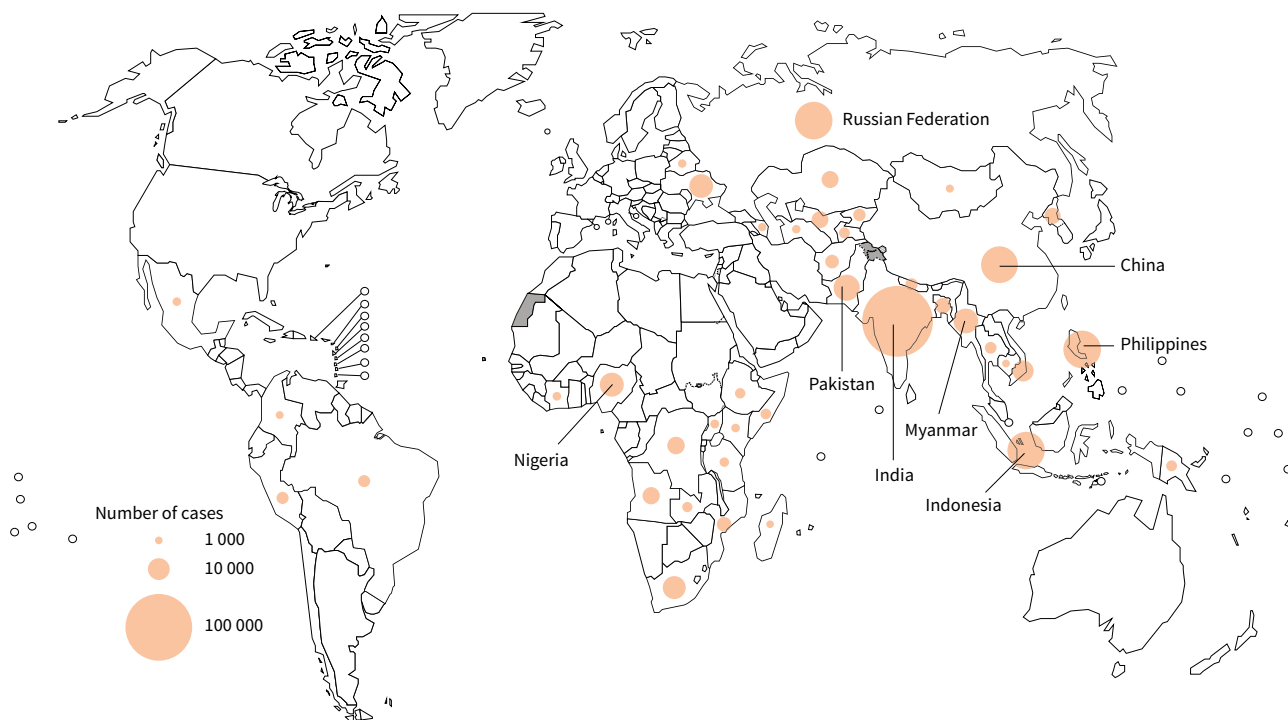 Russian Federation
China
Philippines
Pakistan
Myanmar
Nigeria
India
Indonesia
Number of cases
1 000
10 000
100 000